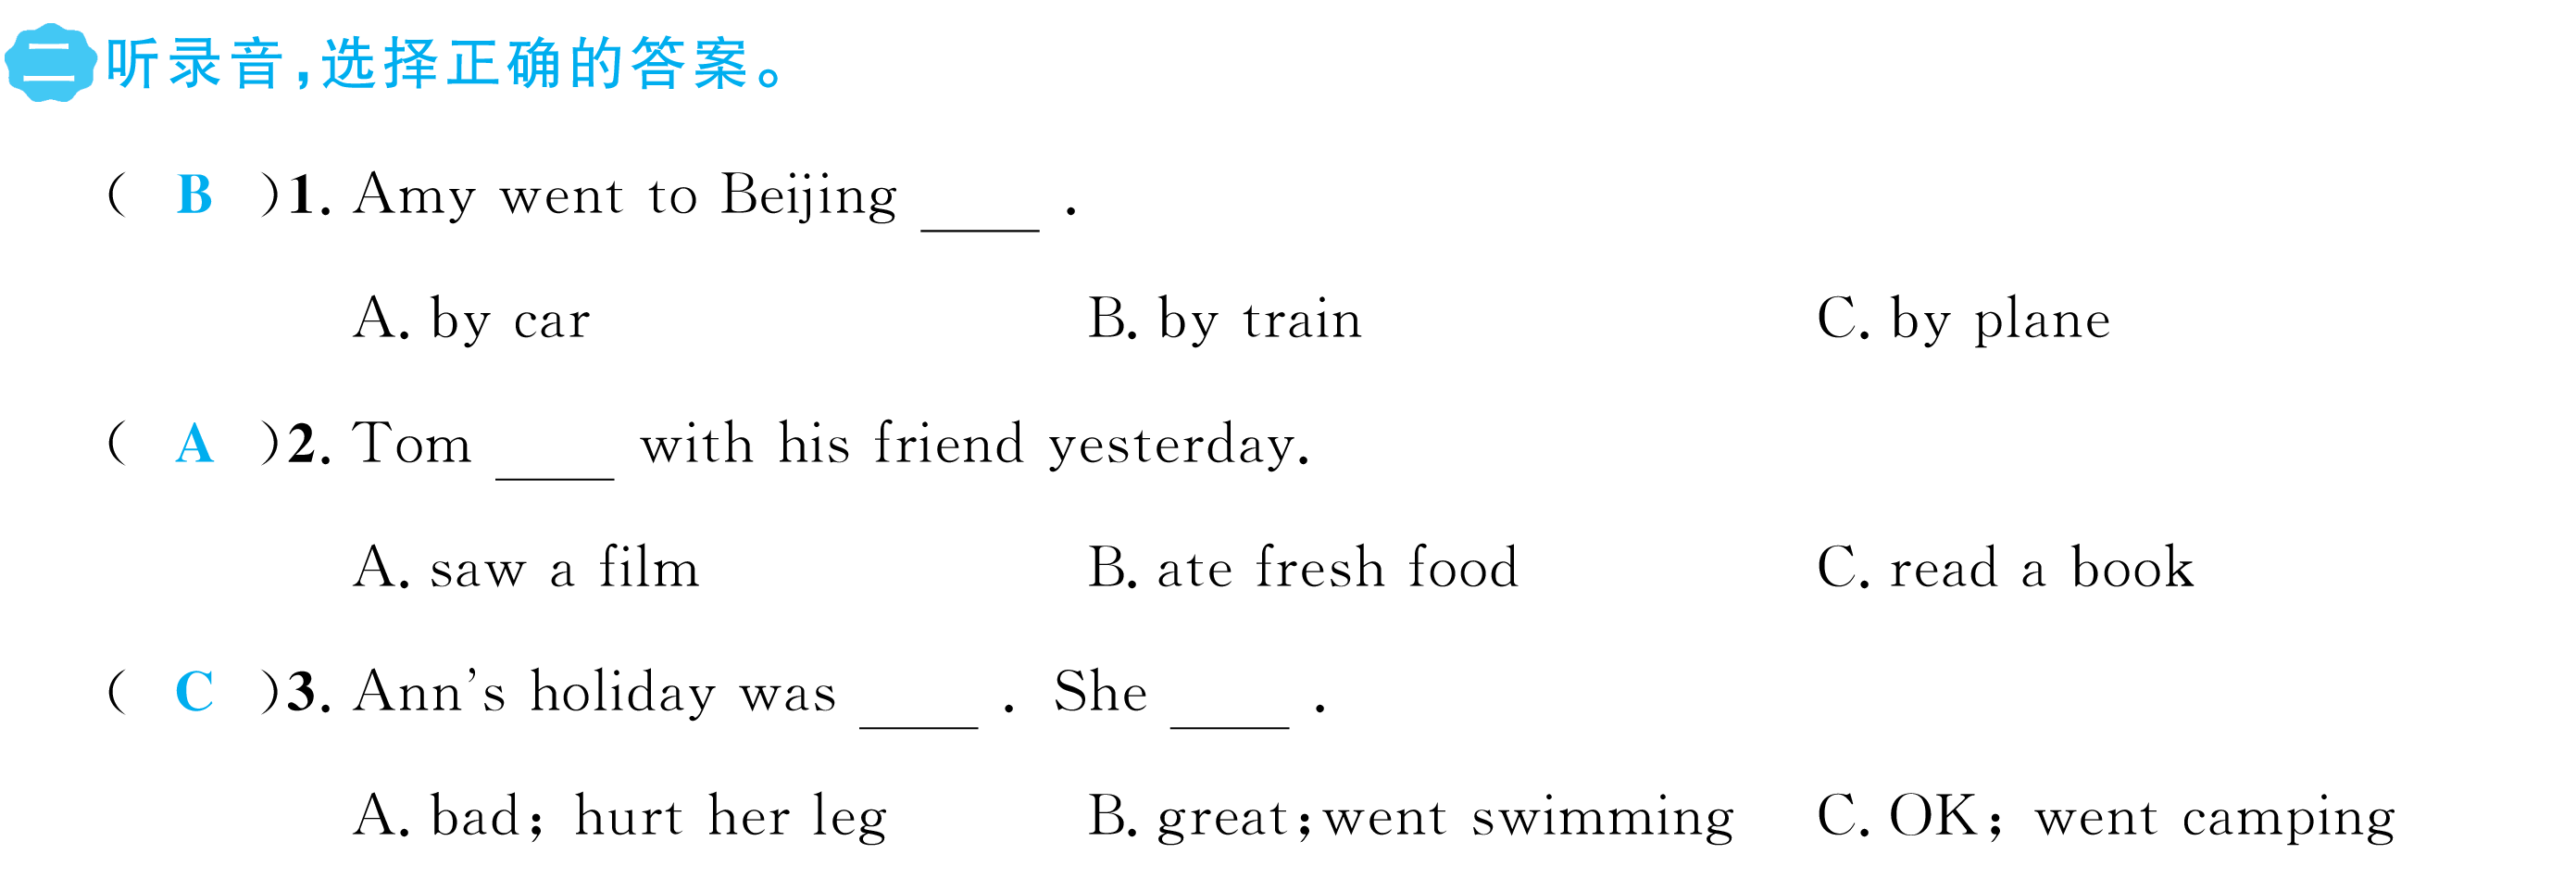 二 听录音,选择正确的答案。
( B )1. Amy went to Beijing ____ .
A. by car B. by train C. by plane
( A )2. Tom ____ with his friend yesterday.
A. saw a film B. ate fresh food C. read a book
( C )3. Ann's holiday was ____ . She ____ .
A. bad; hurt her leg B. great;went swimming C. OK; went camping